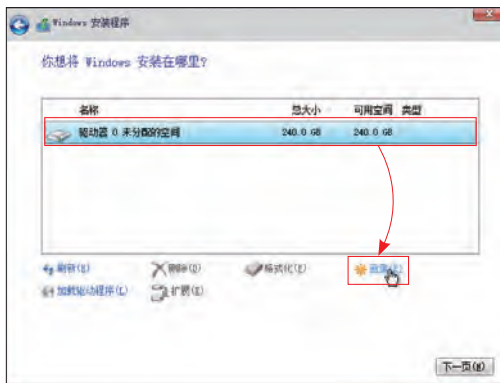 Windows 安装程序
你想将 Windows 安装在哪里?
名称 总大小 可用空间 类型
驱动器 0 未分配的空间 240.0 GB 240.0 GB
刷新(R) 删除(D) 格式化(F) 新建(E)
加载驱动程序(L) 扩展(E)
下一页(N)